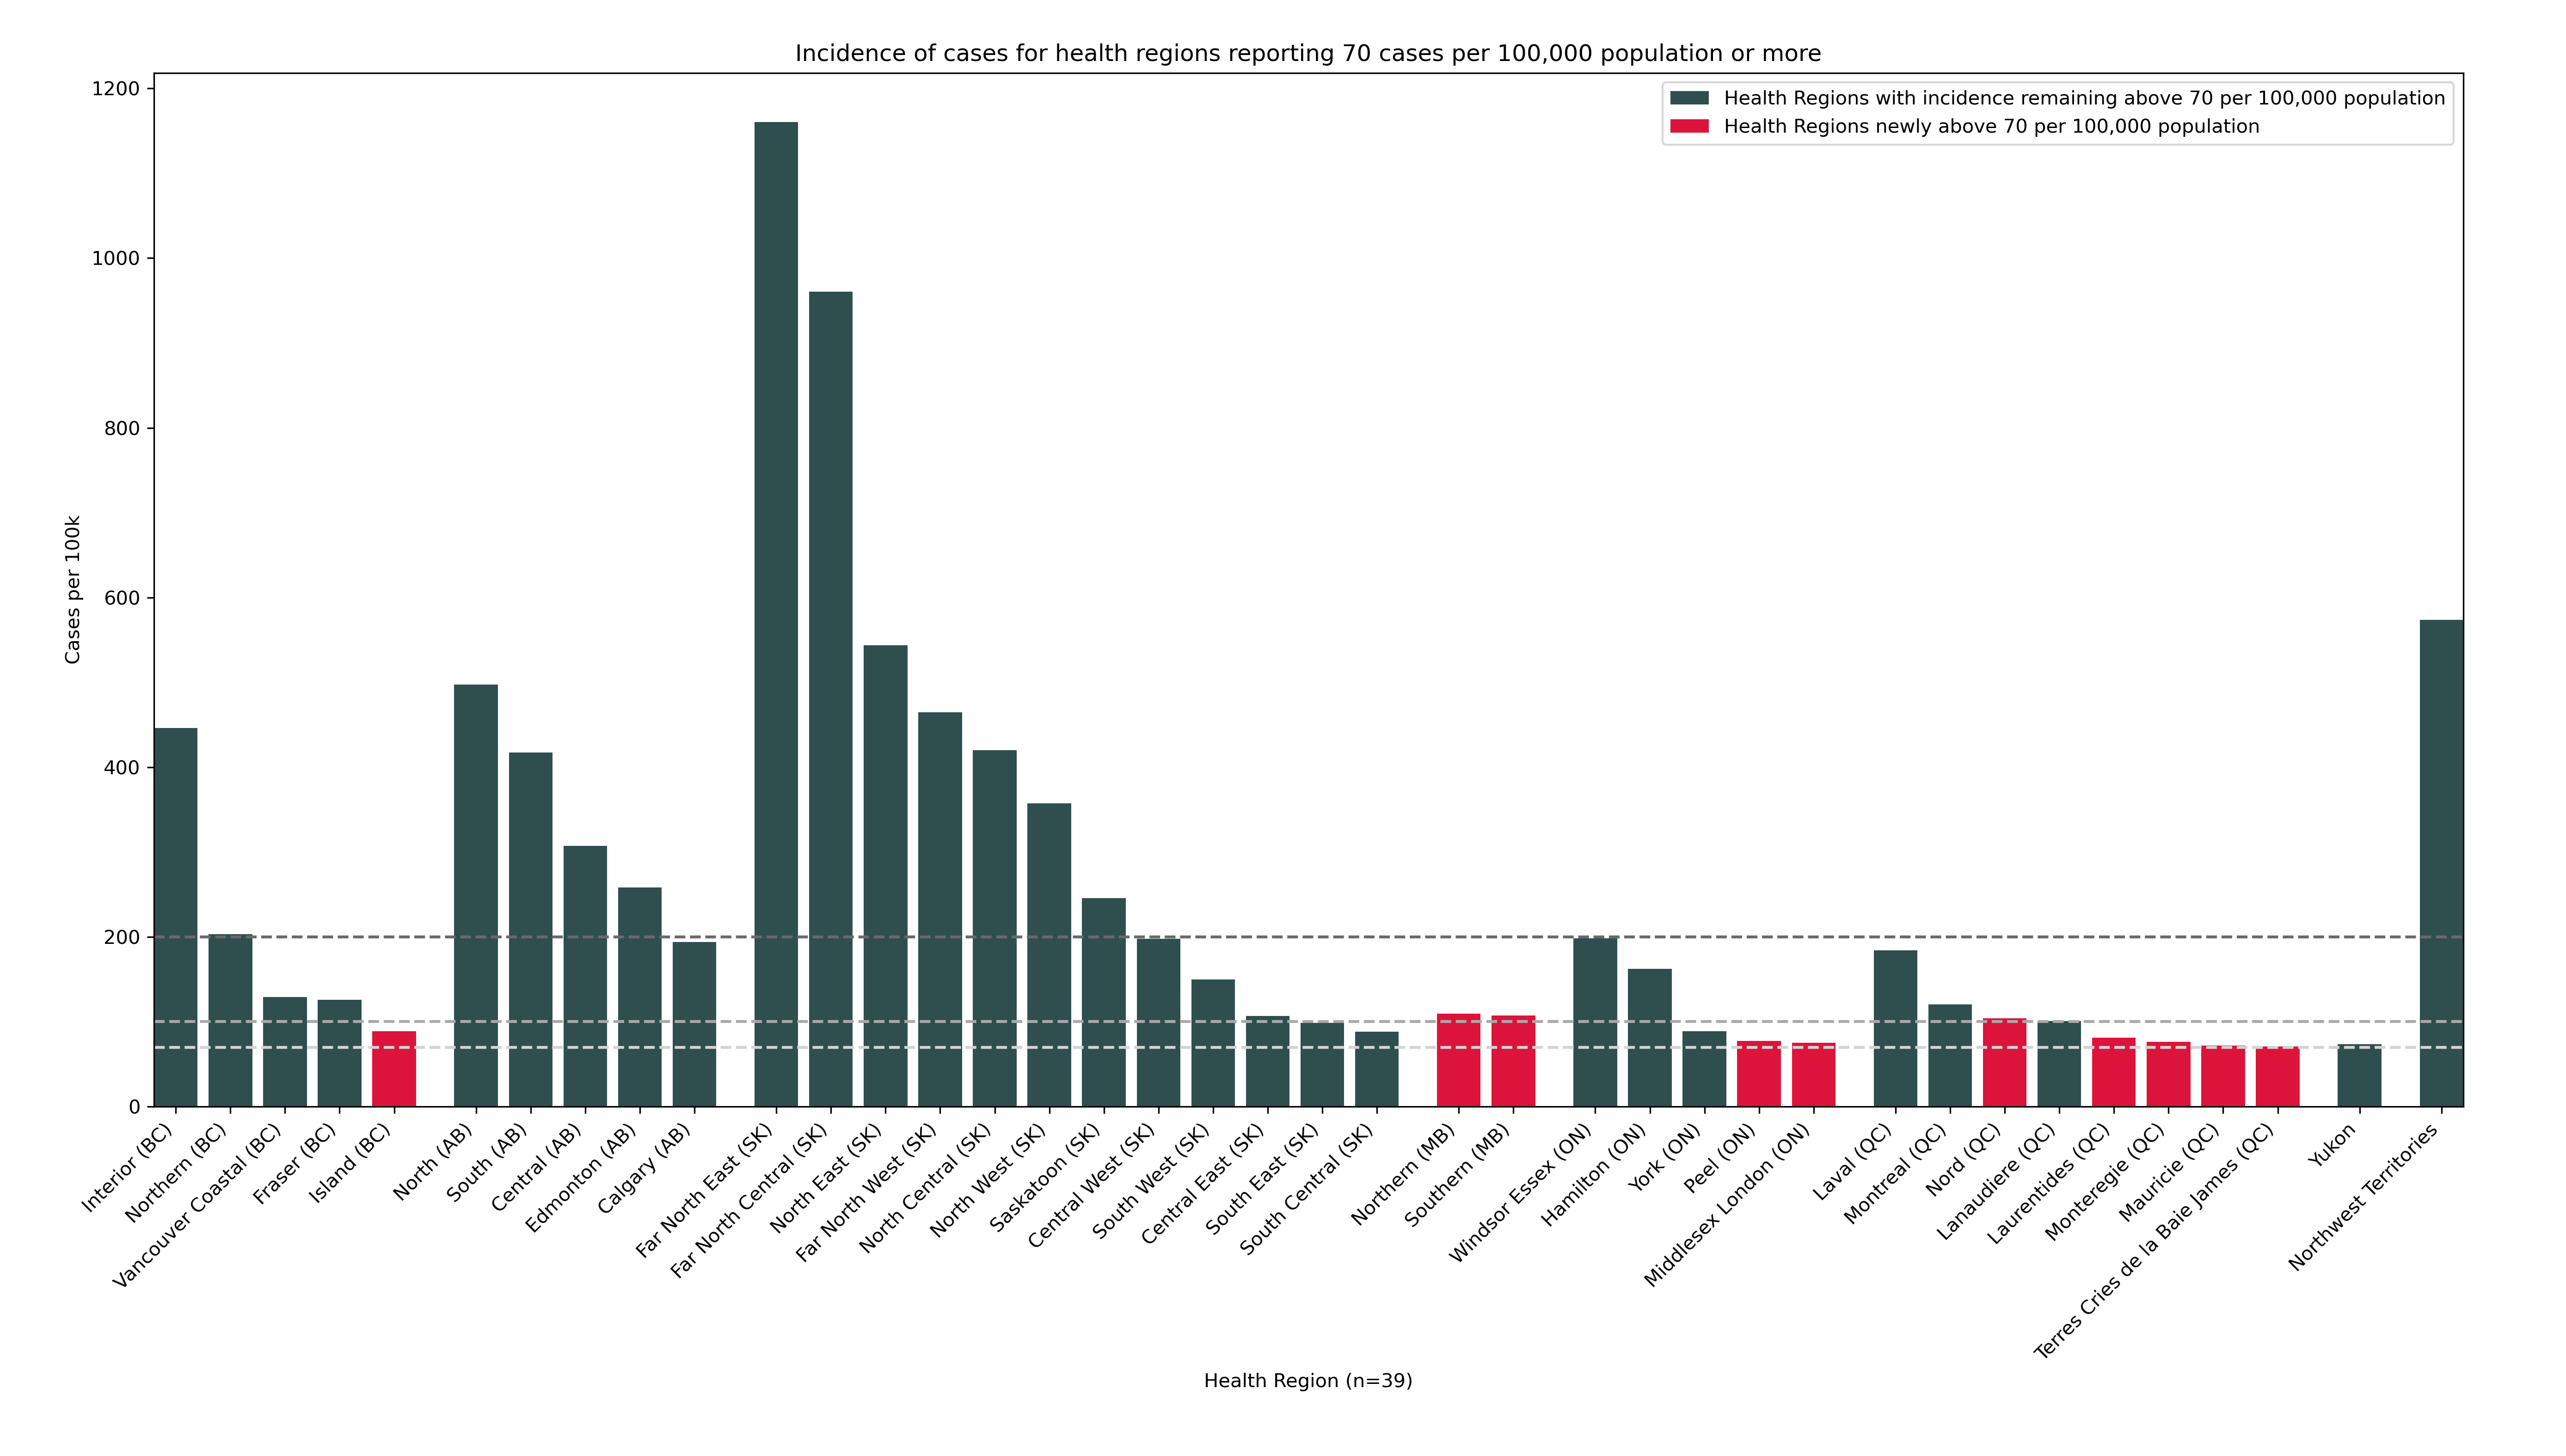 Incidence of cases for health regions reporting 70 cases per 100,000 population or more
Health Regions with incidence remaining above 70 per 100,000 population
Health Regions newly above 70 per 100,000 population
Cases per 100k
1200
1000
800
600
400
200
0
Interior (BC)
Northern (BC)
Vancouver Coastal (BC)
Fraser (BC)
Island (BC)
North (AB)
South (AB)
Central (AB)
Edmonton (AB)
Calgary (AB)
Far North East (SK)
Far North Central (SK)
North East (SK)
Far North West (SK)
North Central (SK)
North West (SK)
Saskatoon (SK)
Central West (SK)
South West (SK)
Central East (SK)
South East (SK)
South Central (SK)
Northern (MB)
Southern (MB)
Windsor Essex (ON)
Hamilton (ON)
York (ON)
Peel (ON)
Middlesex London (ON)
Laval (QC)
Montreal (QC)
Nord (QC)
Lanaudiere (QC)
Laurentides (QC)
Monteregie (QC)
Mauricie (QC)
Terres Cries de la Baie James (QC)
Yukon
Northwest Territories
Health Region (n=39)